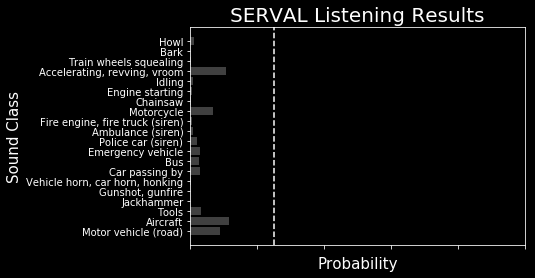 SERVAL Listening Results
Sound Class
Howl
Bark
Train wheels squealing
Accelerating, revving, vroom
Idling
Engine starting
Chainsaw
Motorcycle
Fire engine, fire truck (siren)
Ambulance (siren)
Police car (siren)
Emergency vehicle
Bus
Car passing by
Vehicle horn, car horn, honking
Gunshot, gunfire
Jackhammer
Tools
Aircraft
Motor vehicle (road)
Probability